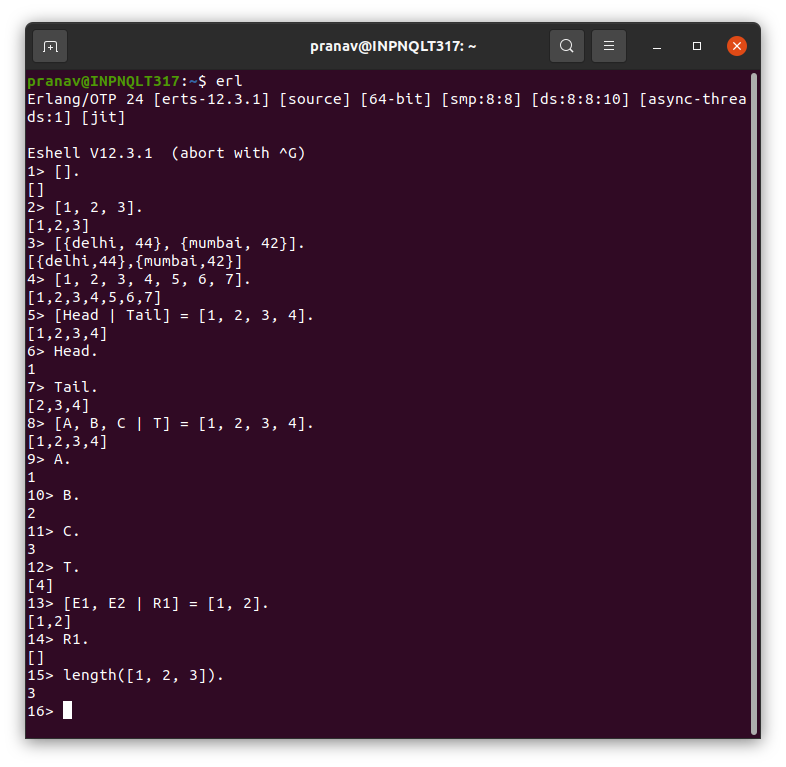 pranav@INPNQLT317: ~
pranav@INPNQLT317:~$ erl
Erlang/OTP 24 [erts-12.3.1] [source] [64-bit] [smp:8:8] [ds:8:8:10] [async-threa
ds:1] [jit]
Eshell V12.3.1  (abort with ^G)
1> [].
[]
2> [1, 2, 3].
[1,2,3]
3> [{delhi, 44}, {mumbai, 42}].
[{delhi,44},{mumbai,42}]
4> [1, 2, 3, 4, 5, 6, 7].
[1,2,3,4,5,6,7]
5> [Head | Tail] = [1, 2, 3, 4].
[1,2,3,4]
6> Head.
1
7> Tail.
[2,3,4]
8> [A, B, C | T] = [1, 2, 3, 4].
[1,2,3,4]
9> A.
1
10> B.
2
11> C.
3
12> T.
[4]
13> [E1, E2 | R1] = [1, 2].
[1,2]
14> R1.
[]
15> length([1, 2, 3]).
3
16>